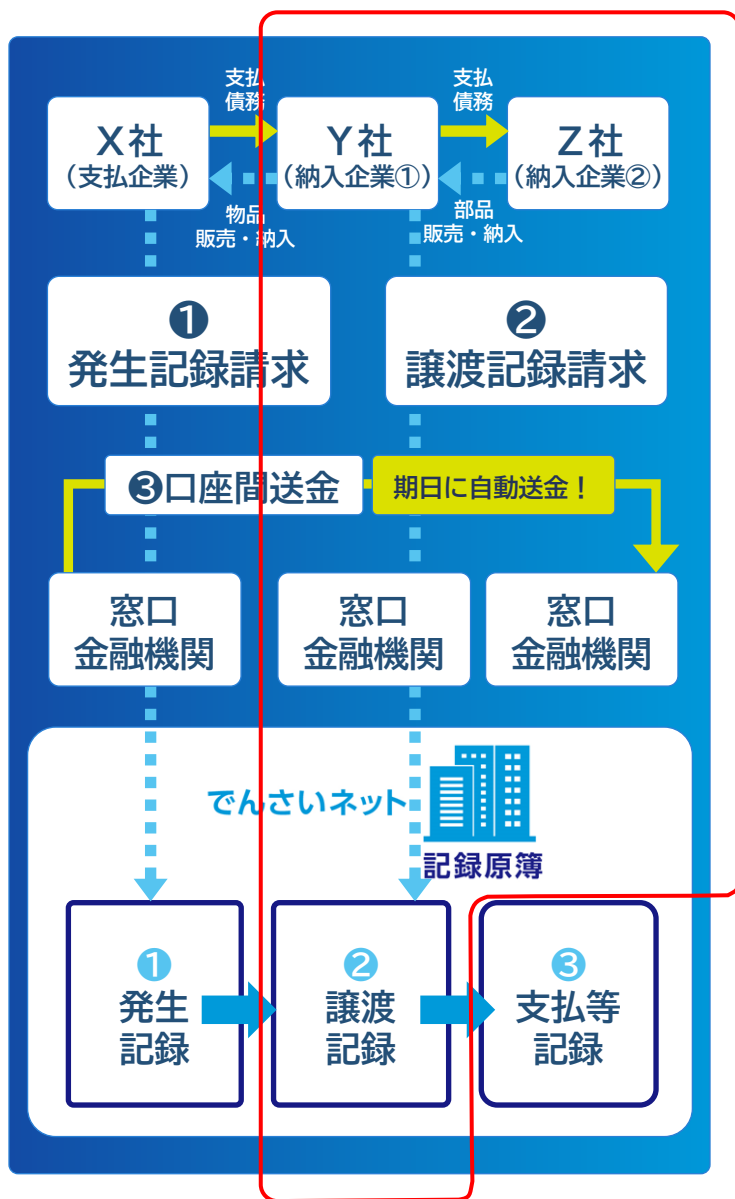 支払
債務
支払
債務
X社
(支払企業)
Y社
(納入企業①)
Z社
(納入企業②)
物品
販売・納入
部品
販売・納入
❶
発生記録請求
❷
譲渡記録請求
❸口座間送金
期日に自動送金！
窓口
金融機関
窓口
金融機関
窓口
金融機関
でんさいネット
記録原簿
❶
発生
記録
❷
譲渡
記録
❸
支払等
記録